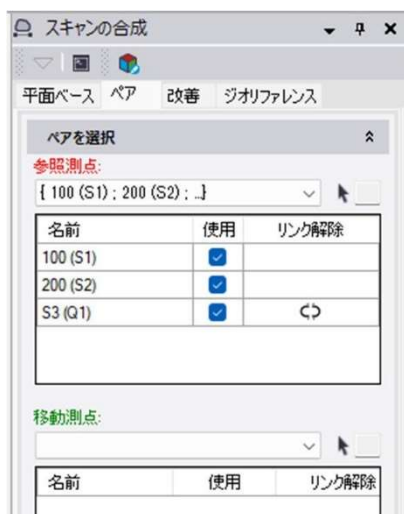 スキャンの合成
平面ベース ペア 改善 ジオリファレンス
ペアを選択
参照測点:
{ 100 (S1) ; 200 (S2) ; ...}
名前 使用 リンク解除
100 (S1)
200 (S2)
S3 (Q1)
移動測点:
名前 使用 リンク解除